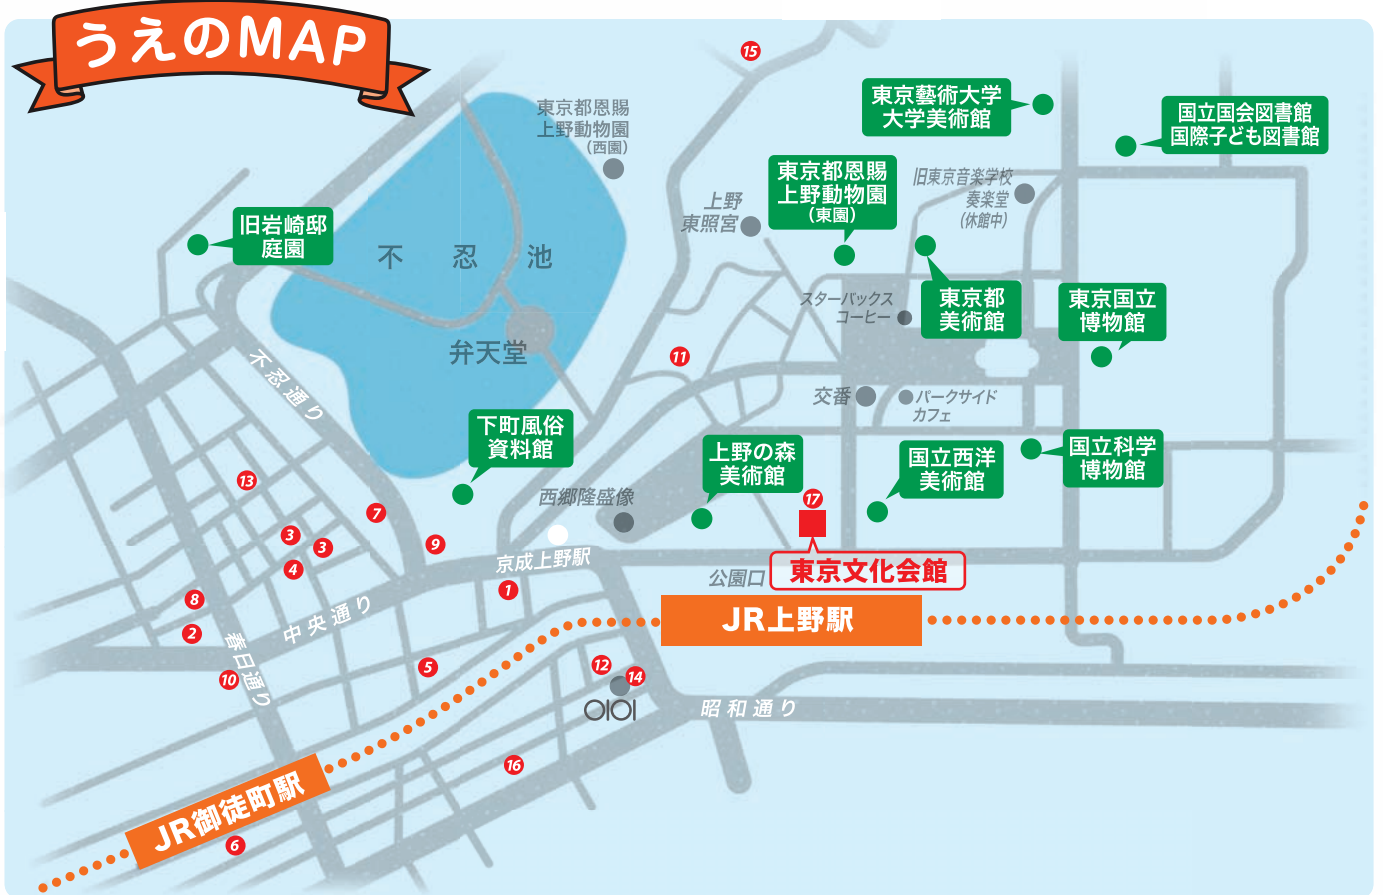 うえのMAP
15
東京都恩賜
上野動物園
(西園)
東京藝術大学
大学美術館
国立国会図書館
国際子ども図書館
東京都恩賜
上野動物園
(東園)
旧東京音楽学校
奏楽堂
(休館中)
上野
東照宮
旧岩崎邸
庭園
不忍池
スターバックス
コーヒー
東京都
美術館
東京国立
博物館
弁天堂
11
不忍通り
交番
パークサイド
カフェ
下町風俗
資料館
上野の森
美術館
国立西洋
美術館
国立科学
博物館
13
7
西郷隆盛像
17
3
3
9
4
京成上野駅
公園口
東京文化会館
1
8
2
中央通り
JR上野駅
春日通り
10
5
12
14
OIOI
昭和通り
16
JR御徒町駅
6